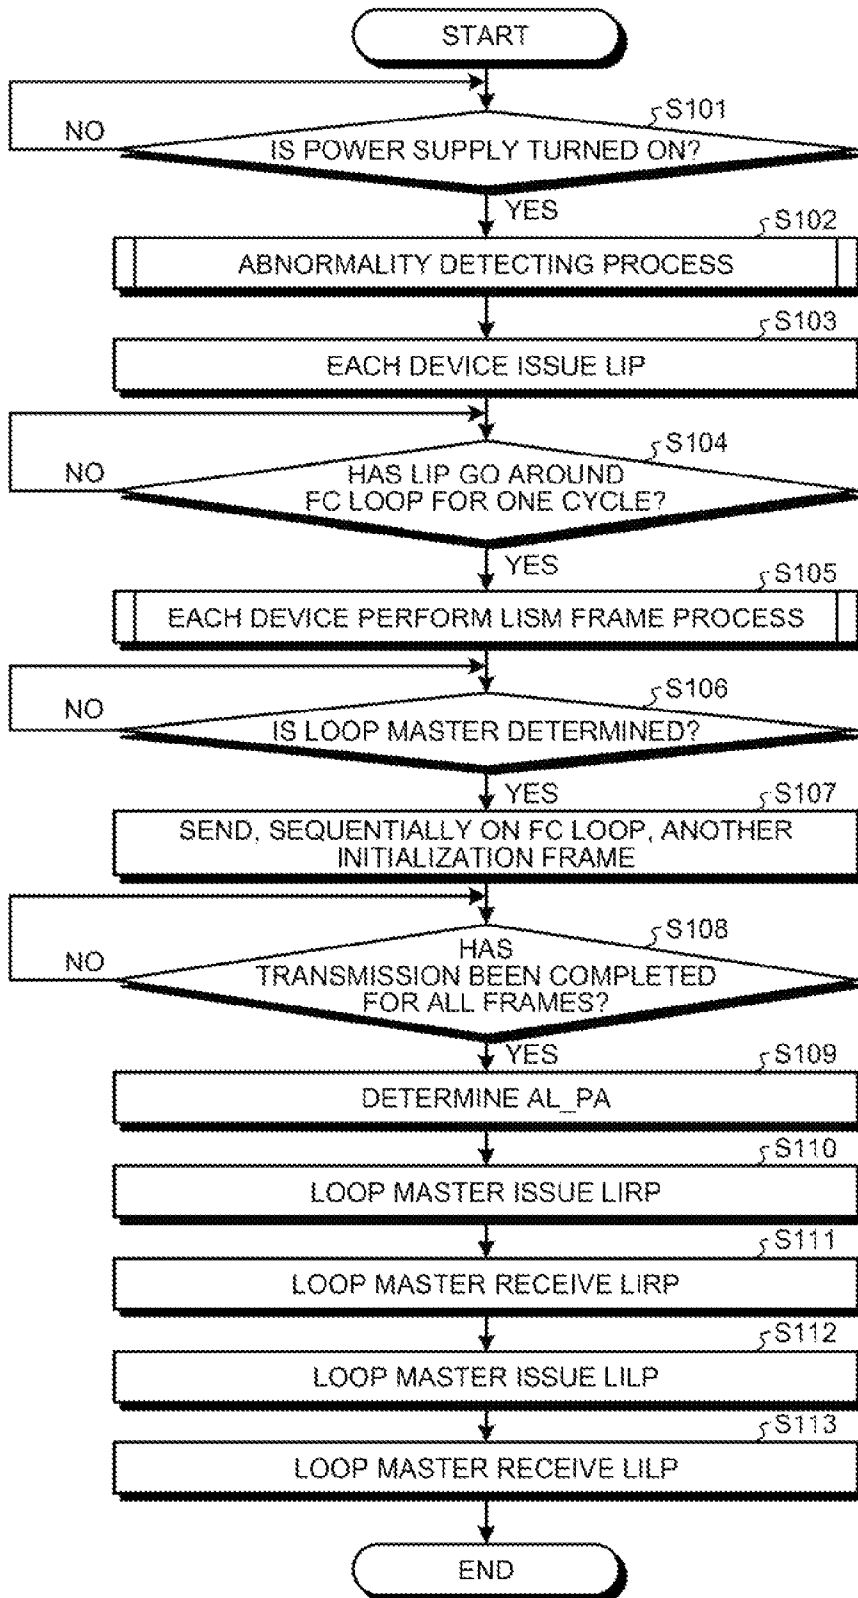 START
S101
NO
IS POWER SUPPLY TURNED ON?
YES
S102
ABNORMALITY DETECTING PROCESS
S103
EACH DEVICE ISSUE LIP
S104
NO
HAS LIP GO AROUND
FC LOOP FOR ONE CYCLE?
YES
S105
EACH DEVICE PERFORM LISM FRAME PROCESS
S106
NO
IS LOOP MASTER DETERMINED?
YES
S107
SEND, SEQUENTIALLY ON FC LOOP, ANOTHER
INITIALIZATION FRAME
S108
HAS
NO
TRANSMISSION BEEN COMPLETED
FOR ALL FRAMES?
YES
S109
DETERMINE AL_PA
S110
LOOP MASTER ISSUE LIRP
S111
LOOP MASTER RECEIVE LIRP
S112
LOOP MASTER ISSUE LILP
S113
LOOP MASTER RECEIVE LILP
END